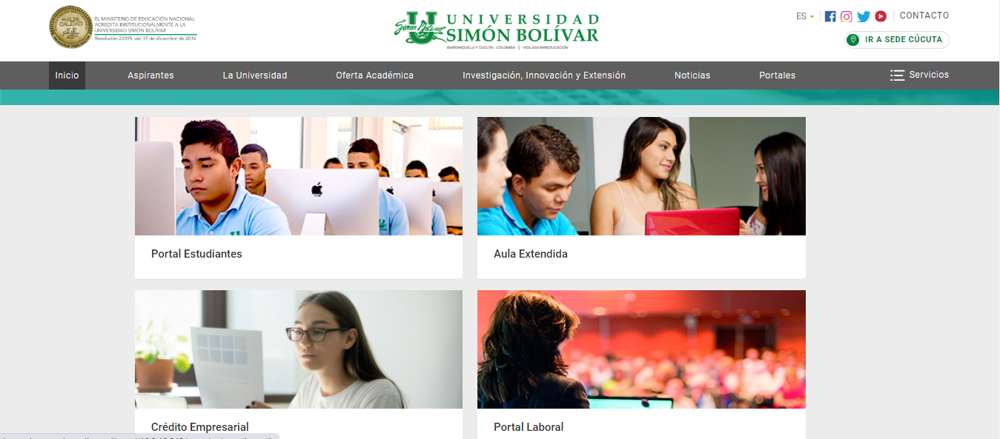 EL MINISTERIO DE EDUCACIÓN NACIONAL
ACREDITA INSTITUCIONALMENTE A LA
UNIVERSIDAD SIMÓN BOLÍVAR
Resolución 23095, del 15 de diciembre de 2016
ALTA
CALIDAD
Simón Bolívar
UNIVERSIDAD
SIMÓN BOLÍVAR
BARRANQUILLA Y CÚCUTA - COLOMBIA | VIGILADA MINEDUCACIÓN
ES
CONTACTO
IR A SEDE CÚCUTA
Inicio Aspirantes La Universidad Oferta Académica Investigación, Innovación y Extensión Noticias Portales Servicios
Portal Estudiantes
Aula Extendida
Crédito Empresarial
Portal Laboral